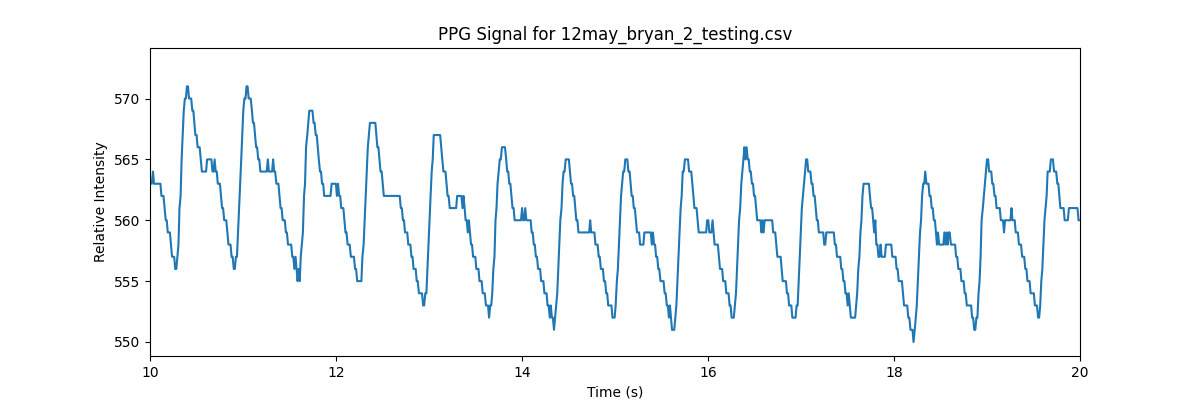 PPG Signal for 12may_bryan_2_testing.csv
570
565
560
555
550
Relative Intensity
10 12 14 16 18 20
Time (s)